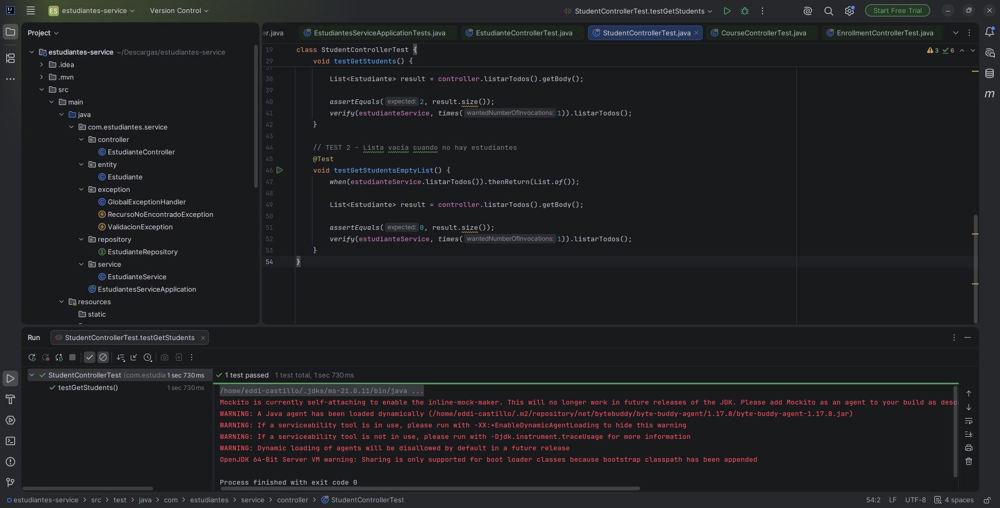 ES estudiantes-service
Version Control
StudentControllerTest.testGetStudents
Start Free Trial
Project
er.java
EstudiantesServiceApplicationTests.java
EstudianteControllerTest.java
StudentControllerTest.java
CourseControllerTest.java
EnrollmentControllerTest.java
estudiantes-service ~/Descargas/estudiantes-service
.idea
.mvn
src
main
java
com.estudiantes.service
controller
EstudianteController
entity
Estudiante
exception
GlobalExceptionHandler
RecursoNoEncontradoException
ValidacionException
repository
EstudianteRepository
service
EstudianteService
EstudiantesServiceApplication
resources
static
3 6
19 class StudentControllerTest {
29 void testGetStudents() {
37
38 List<Estudiante> result = controller.listarTodos().getBody();
39
40 assertEquals( expected: 2, result.size());
41 verify(estudianteService, times( wantedNumberOfInvocations: 1)).listarTodos();
42 }
43
44 // TEST 2 - Lista vacía cuando no hay estudiantes
45 @Test
46 void testGetStudentsEmptyList() {
47 when(estudianteService.listarTodos()).thenReturn(List.of());
48
49 List<Estudiante> result = controller.listarTodos().getBody();
50
51 assertEquals( expected: 0, result.size());
52 verify(estudianteService, times( wantedNumberOfInvocations: 1)).listarTodos();
53 }
54 }
Run
StudentControllerTest.testGetStudents
StudentControllerTest (com.estudia 1 sec 730 ms
testGetStudents() 1 sec 730 ms
1 test passed 1 test total, 1 sec 730 ms
/home/eddi-castillo/.jdks/ms-21.0.11/bin/java ...
Mockito is currently self-attaching to enable the inline-mock-maker. This will no longer work in future releases of the JDK. Please add Mockito as an agent to your build as desc
WARNING: A Java agent has been loaded dynamically (/home/eddi-castillo/.m2/repository/net/bytebuddy/byte-buddy-agent/1.17.8/byte-buddy-agent-1.17.8.jar)
WARNING: If a serviceability tool is in use, please run with -XX:+EnableDynamicAgentLoading to hide this warning
WARNING: If a serviceability tool is not in use, please run with -Djdk.instrument.traceUsage for more information
WARNING: Dynamic loading of agents will be disallowed by default in a future release
OpenJDK 64-Bit Server VM warning: Sharing is only supported for boot loader classes because bootstrap classpath has been appended
Process finished with exit code 0
estudiantes-service > src > test > java > com > estudiantes > service > controller > StudentControllerTest
54:2 LF UTF-8 4 spaces